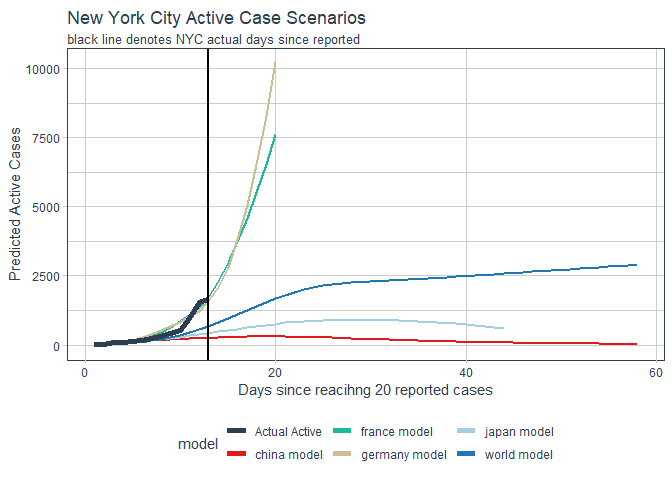 New York City Active Case Scenarios
black line denotes NYC actual days since reported
Predicted Active Cases
10000
7500
5000
2500
0
0 20 40 60
Days since reacihng 20 reported cases
model
Actual Active france model japan model
china model germany model world model